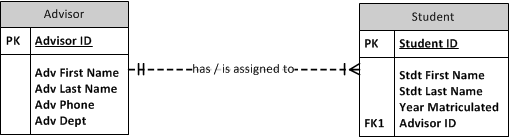 Advisor
PK Advisor ID
Adv First Name
Adv Last Name
Adv Phone
Adv Dept
has / is assigned to
Student
PK Student ID
Stdt First Name
Stdt Last Name
Year Matriculated
FK1 Advisor ID